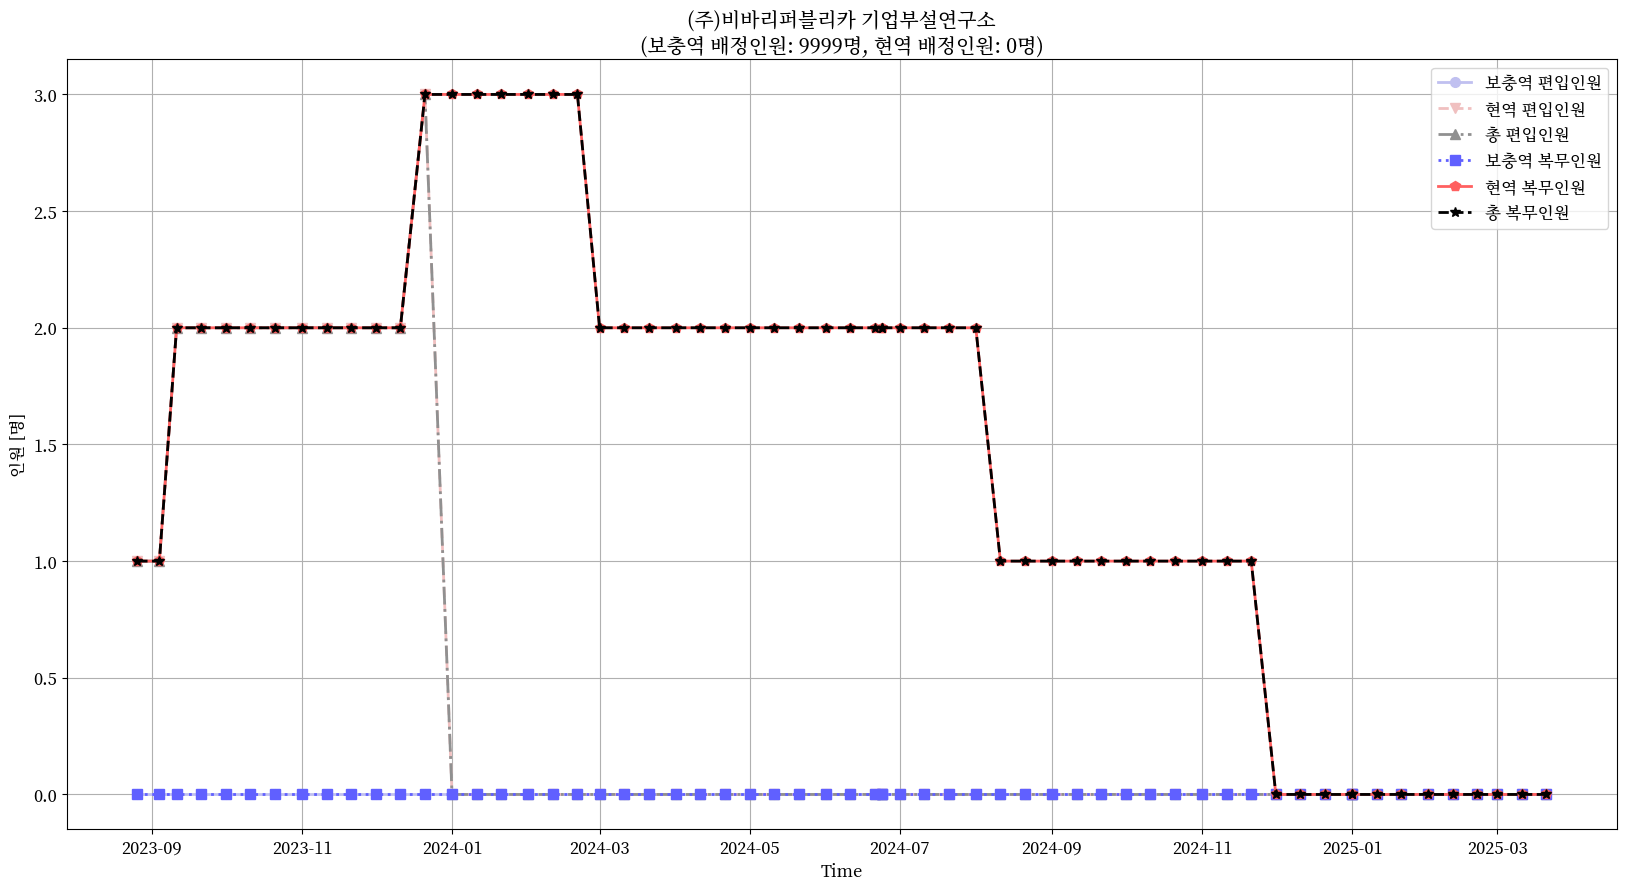 (주)비바리퍼블리카 기업부설연구소
(보충역 배정인원: 9999명, 현역 배정인원: 0명)
보충역 편입인원
현역 편입인원
총 편입인원
보충역 복무인원
현역 복무인원
총 복무인원
인원 [명]
3.0
2.5
2.0
1.5
1.0
0.5
0.0
2023-09 2023-11 2024-01 2024-03 2024-05 2024-07 2024-09 2024-11 2025-01 2025-03
Time